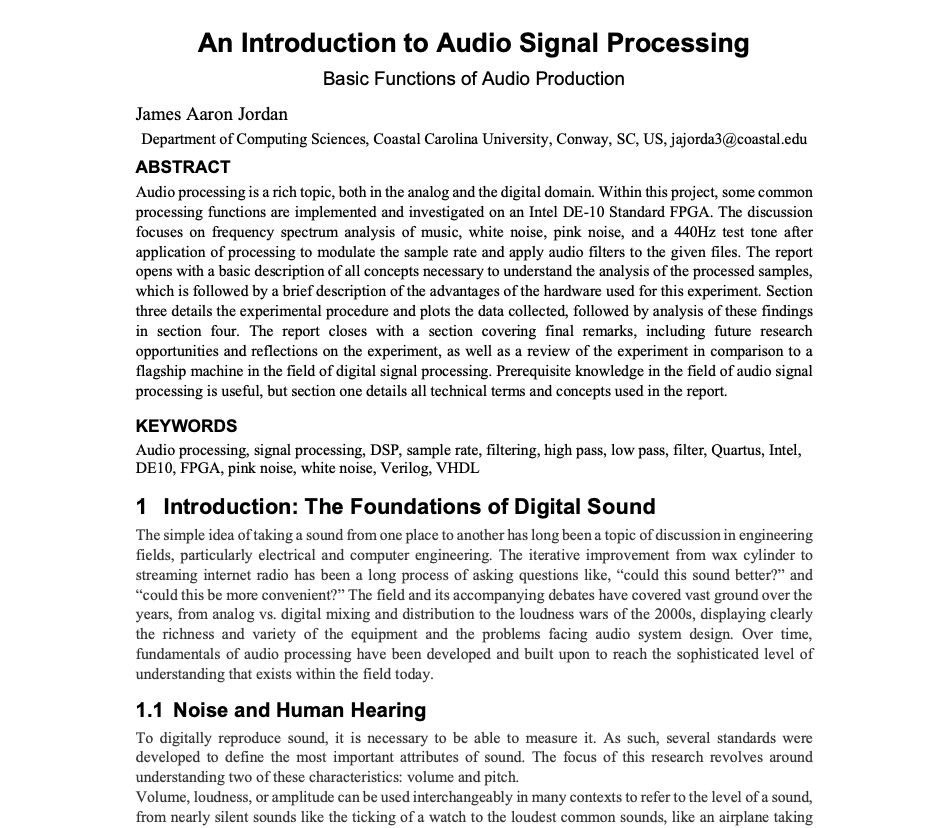 An Introduction to Audio Signal Processing
Basic Functions of Audio Production
James Aaron Jordan
Department of Computing Sciences, Coastal Carolina University, Conway, SC, US, jajorda3@coastal.edu
ABSTRACT
Audio processing is a rich topic, both in the analog and the digital domain. Within this project, some common
processing functions are implemented and investigated on an Intel DE-10 Standard FPGA. The discussion
focuses on frequency spectrum analysis of music, white noise, pink noise, and a 440Hz test tone after
application of processing to modulate the sample rate and apply audio filters to the given files. The report
opens with a basic description of all concepts necessary to understand the analysis of the processed samples,
which is followed by a brief description of the advantages of the hardware used for this experiment. Section
three details the experimental procedure and plots the data collected, followed by analysis of these findings
in section four. The report closes with a section covering final remarks, including future research
opportunities and reflections on the experiment, as well as a review of the experiment in comparison to a
flagship machine in the field of digital signal processing. Prerequisite knowledge in the field of audio signal
processing is useful, but section one details all technical terms and concepts used in the report.
KEYWORDS
Audio processing, signal processing, DSP, sample rate, filtering, high pass, low pass, filter, Quartus, Intel,
DE10, FPGA, pink noise, white noise, Verilog, VHDL
1 Introduction: The Foundations of Digital Sound
The simple idea of taking a sound from one place to another has long been a topic of discussion in engineering
fields, particularly electrical and computer engineering. The iterative improvement from wax cylinder to
streaming internet radio has been a long process of asking questions like, “could this sound better?” and
“could this be more convenient?” The field and its accompanying debates have covered vast ground over the
years, from analog vs. digital mixing and distribution to the loudness wars of the 2000s, displaying clearly
the richness and variety of the equipment and the problems facing audio system design. Over time,
fundamentals of audio processing have been developed and built upon to reach the sophisticated level of
understanding that exists within the field today.
1.1 Noise and Human Hearing
To digitally reproduce sound, it is necessary to be able to measure it. As such, several standards were
developed to define the most important attributes of sound. The focus of this research revolves around
understanding two of these characteristics: volume and pitch.
Volume, loudness, or amplitude can be used interchangeably in many contexts to refer to the level of a sound,
from nearly silent sounds like the ticking of a watch to the loudest common sounds, like an airplane taking